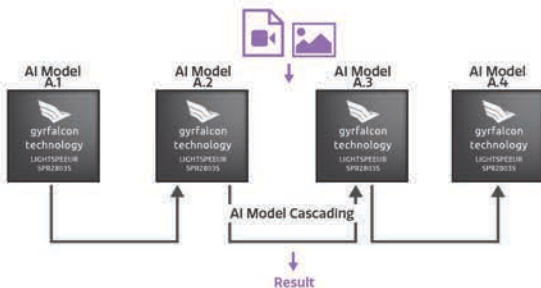 AI Model
A.1
AI Model
A.2
AI Model
A.3
AI Model
A.4
gyrfalcon
technology
LIGHTSPEEUR
SPR2803S
gyrfalcon
technology
LIGHTSPEEUR
SPR2803S
gyrfalcon
technology
LIGHTSPEEUR
SPR2803S
gyrfalcon
technology
LIGHTSPEEUR
SPR2803S
AI Model Cascading
Result